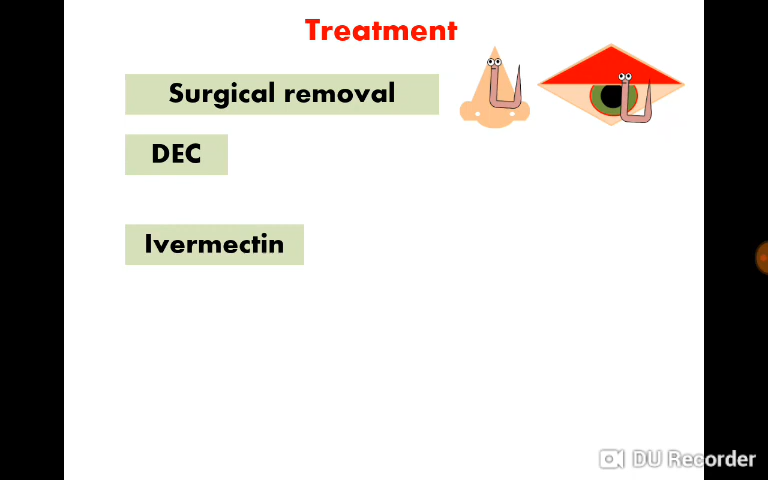 Treatment
Surgical removal
DEC
Ivermectin
DU Recorder